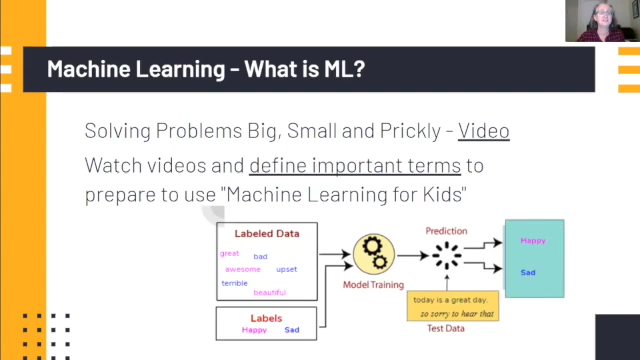 Machine Learning - What is ML?
Solving Problems Big, Small and Prickly - Video
Watch videos and define important terms to
prepare to use "Machine Learning for Kids"
Labeled Data
great
bad
awesome
upset
terrible
beautiful
Labels
Happy Sad
Model Training
Prediction
today is a great day.
so sorry to hear that
Test Data
Happy
Sad